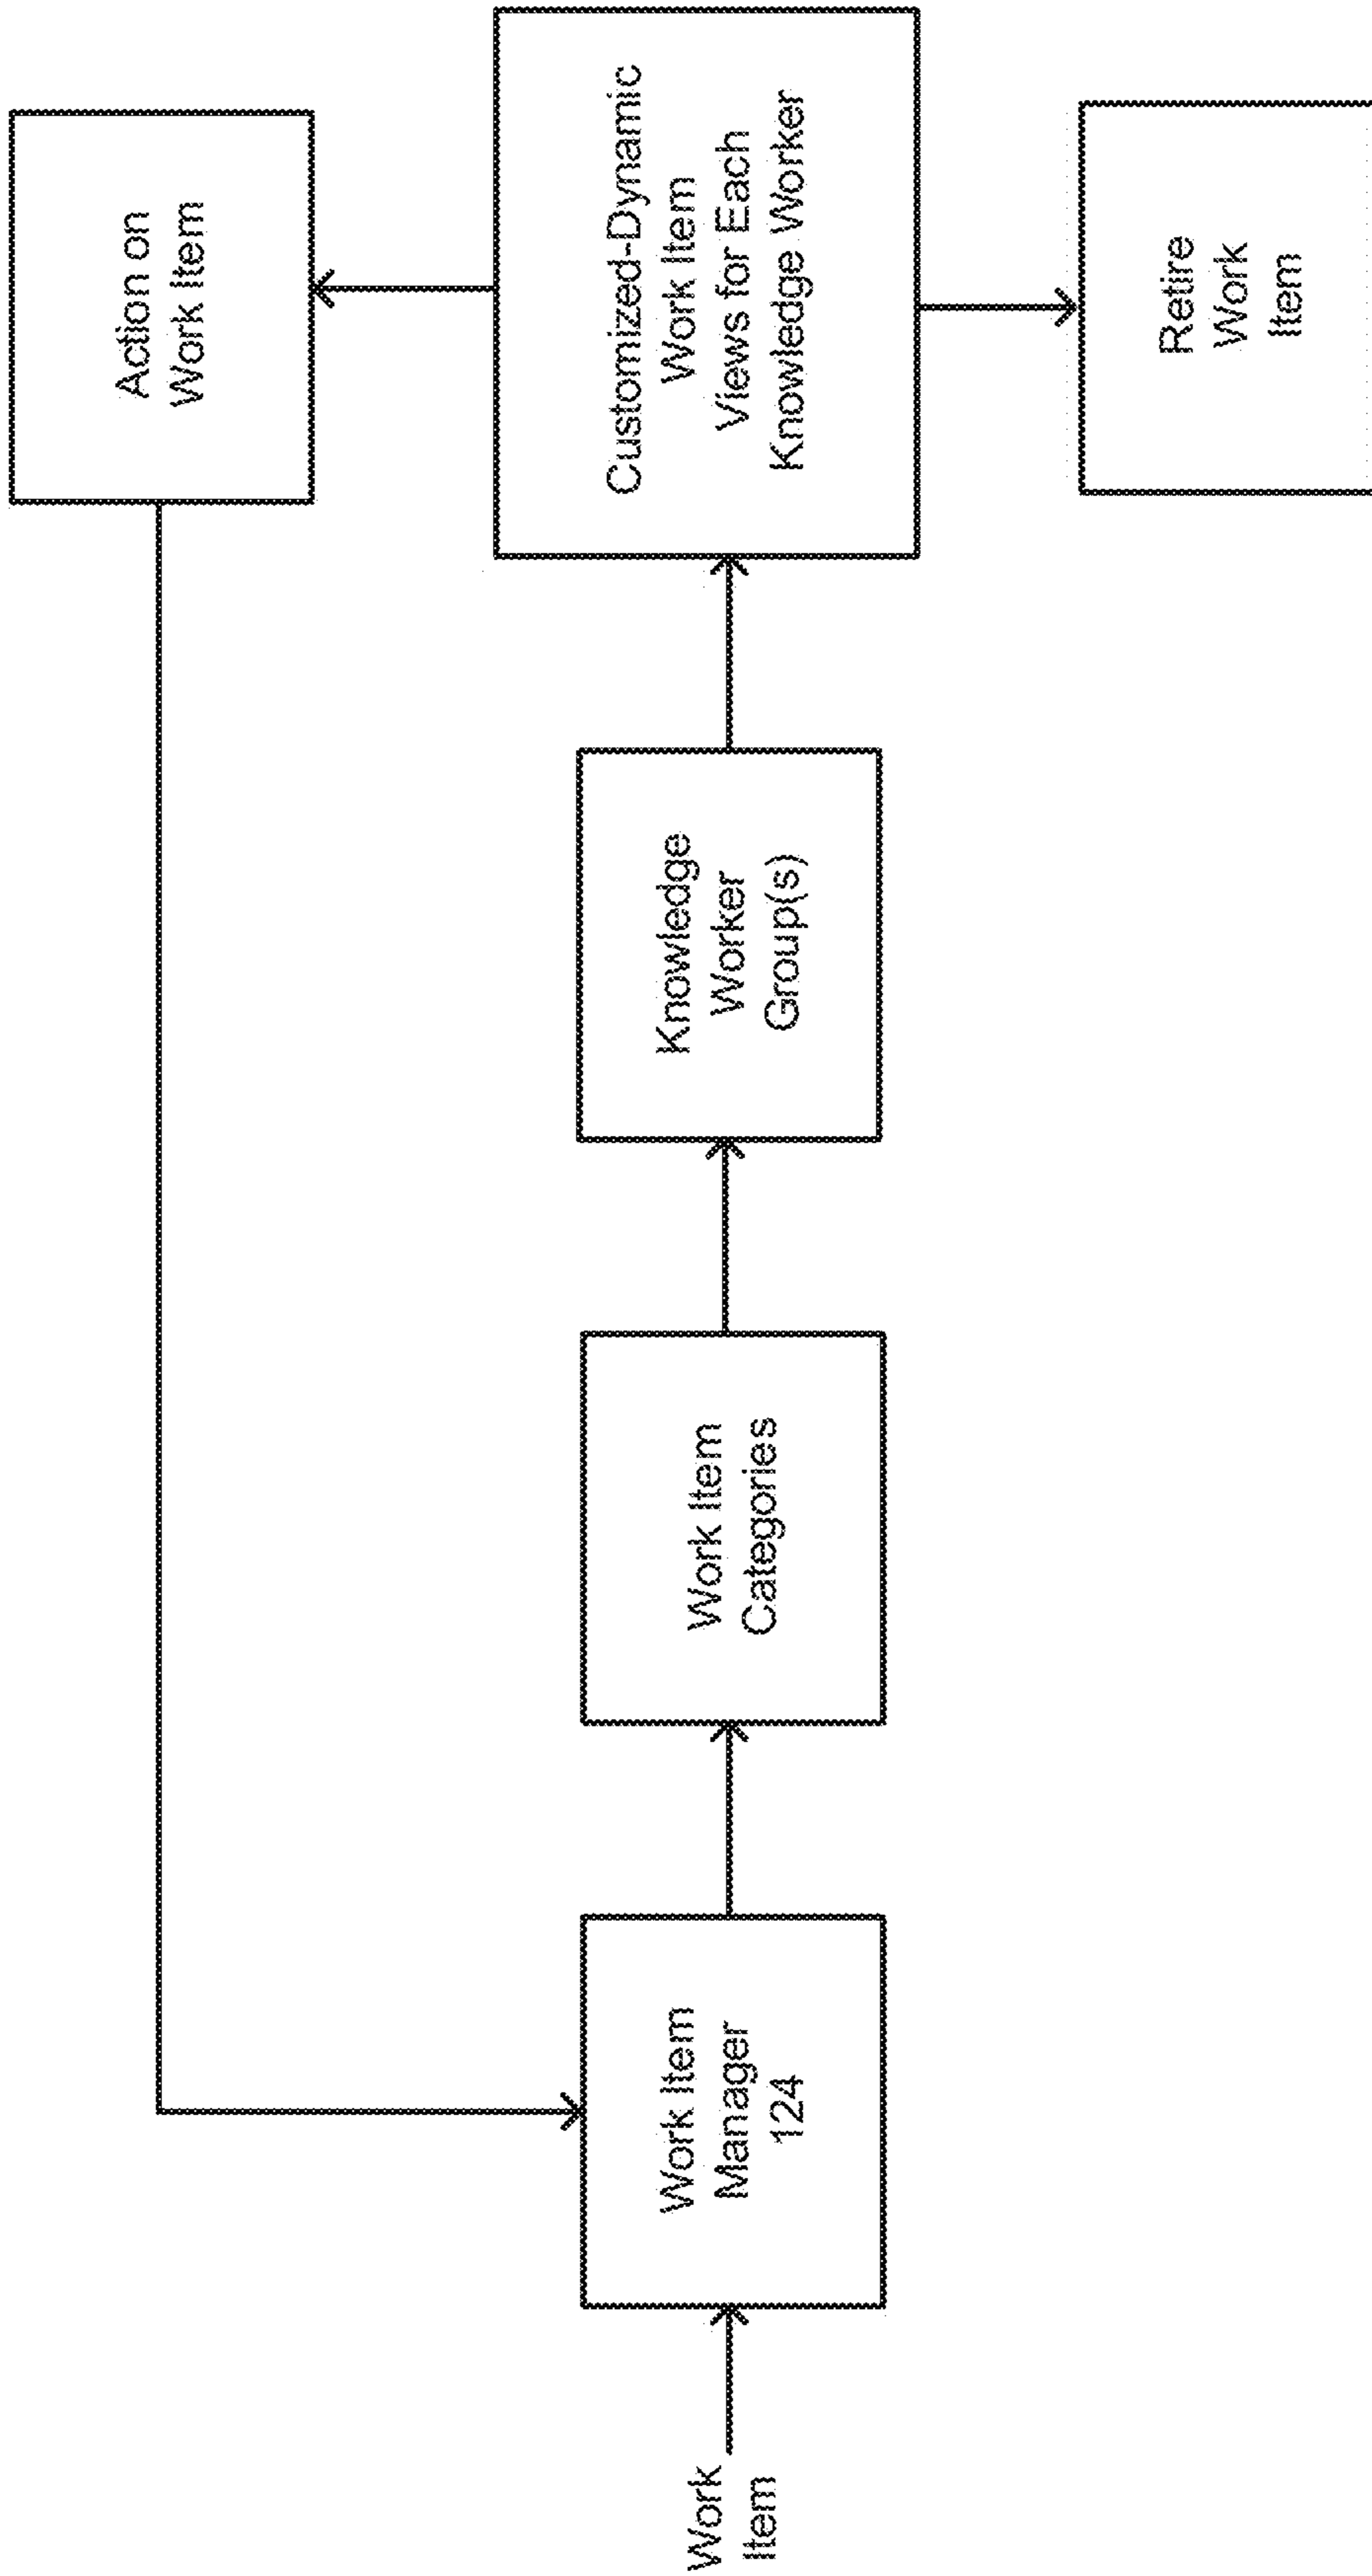 Work
Item
Work Item
Manager
124
Work Item
Categories
Knowledge
Worker
Group(s)
Customized-Dynamic
Work Item
Views for Each
Knowledge Worker
Action on
Work Item
Retire
Work
Item